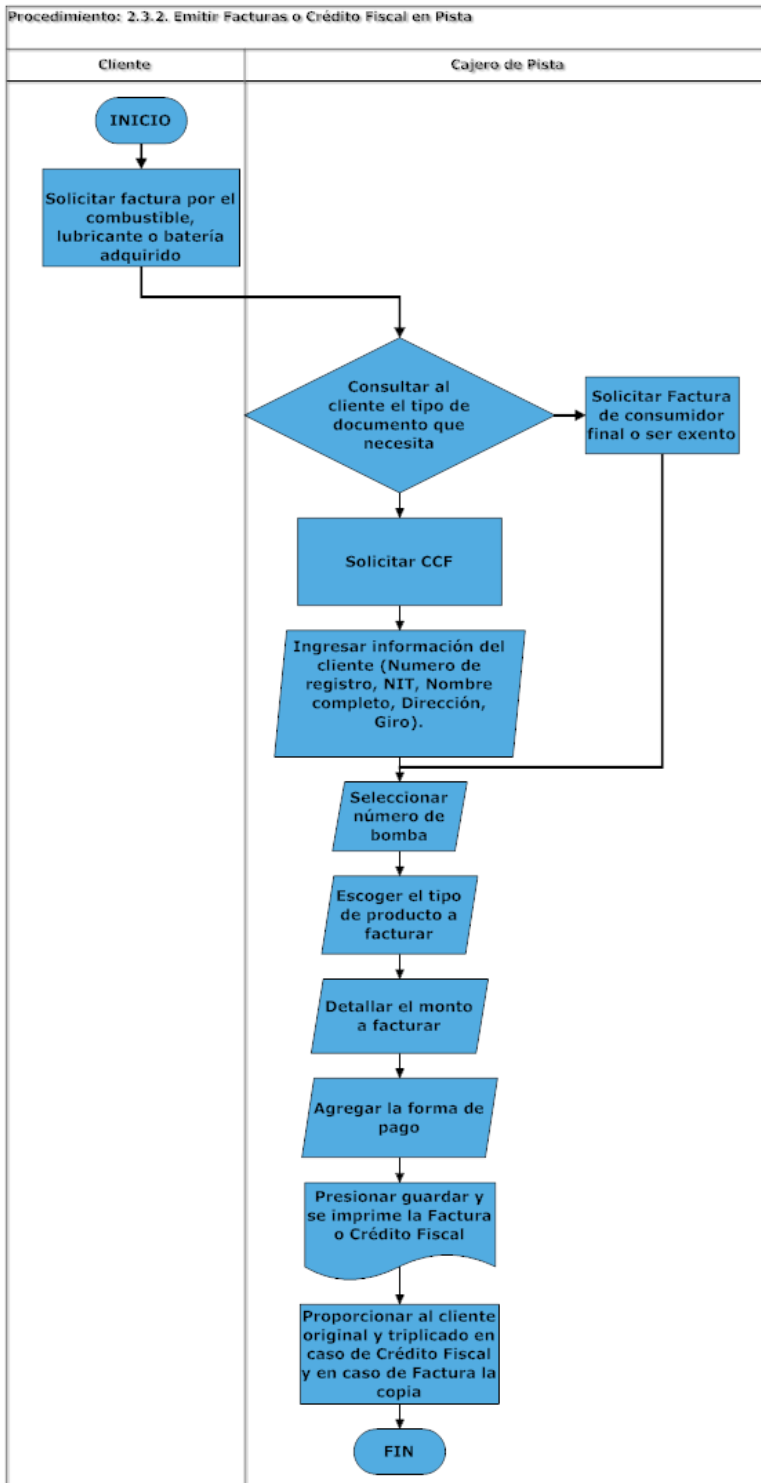 Procedimiento: 2.3.2. Emitir Facturas o Crédito Fiscal en Pista
Cliente
Cajero de Pista
INICIO
Solicitar factura por el
combustible,
lubricante o batería
adquirido
Consultar al
cliente el tipo de
documento que
necesita
Solicitar Factura
de consumidor
final o ser exento
Solicitar CCF
Ingresar información del
cliente (Numero de
registro, NIT, Nombre
completo, Dirección,
Giro).
Seleccionar
número de
bomba
Escoger el tipo
de producto a
facturar
Detallar el monto
a facturar
Agregar la forma de
pago
Presionar guardar y
se imprime la Factura
o Crédito Fiscal
Proporcionar al cliente
original y triplicado en
caso de Crédito Fiscal
y en caso de Factura la
copia
FIN